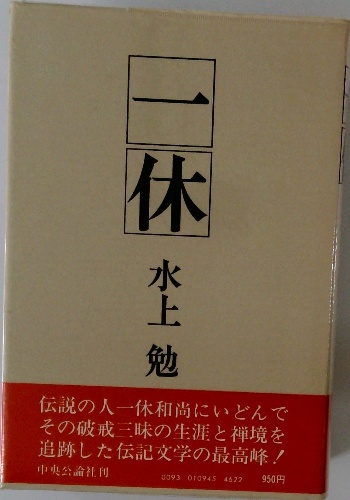 一休
水上 勉
伝説の人一休和尚にいどんで
その破戒三昧の生涯と禅境を
追跡した伝記文学の最高峰!
中央公論社刊
0093 010945 4622 950円